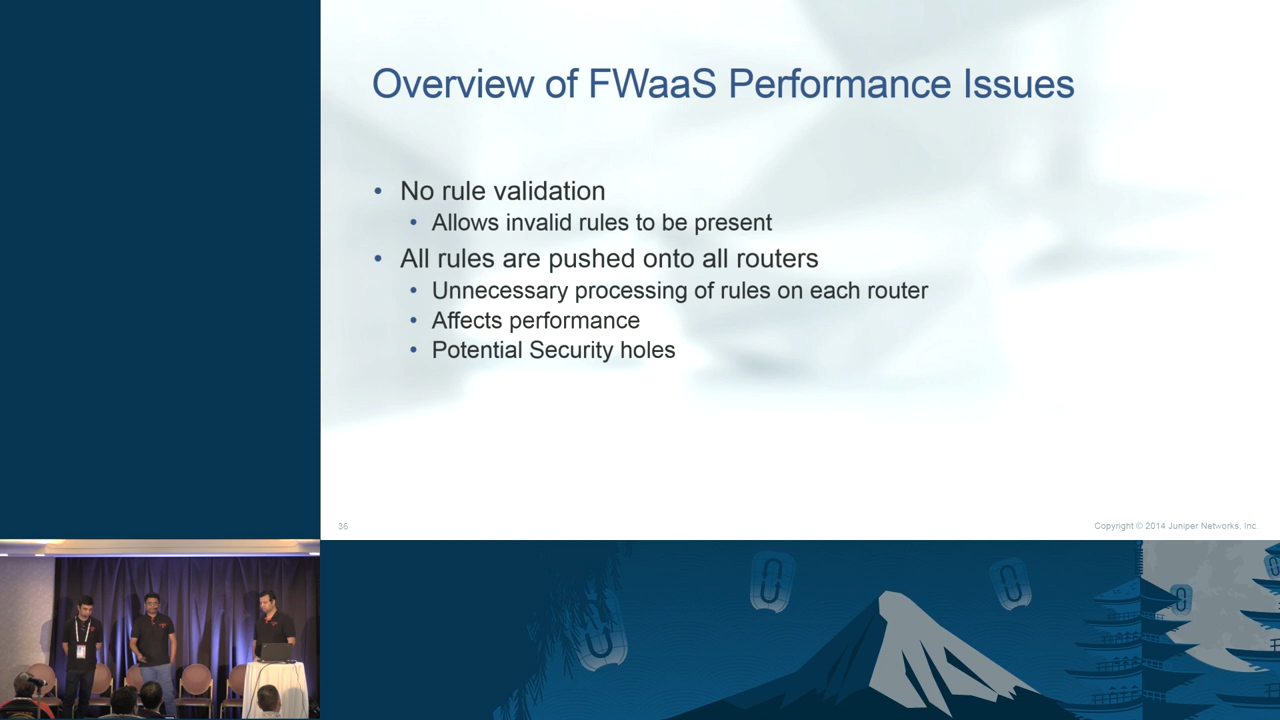 Overview of FWaaS Performance Issues
• No rule validation
• Allows invalid rules to be present
• All rules are pushed onto all routers
• Unnecessary processing of rules on each router
• Affects performance
• Potential Security holes
36
Copyright © 2014 Juniper Networks, Inc.